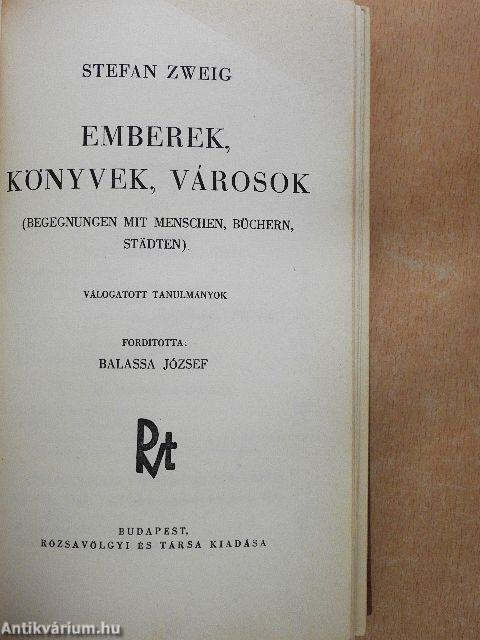 STEFAN ZWEIG
EMBEREK,
KÖNYVEK, VÁROSOK
(BEGEGNUNGEN MIT MENSCHEN, BÜCHERN,
STÄDTEN)
VÁLOGATOTT TANULMÁNYOK
FORDITOTTA:
BALASSA JÓZSEF
Rvt
BUDAPEST,
RÓZSAVÖLGYI ÉS TÁRSA KIADÁSA
Antikvárium.hu